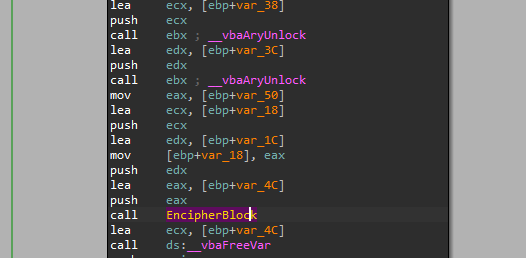 lea ecx, [ebp+var_38]
push ecx
call ebx ; __vbaAryUnlock
lea edx, [ebp+var_3C]
push edx
call ebx ; __vbaAryUnlock
mov eax, [ebp+var_50]
lea ecx, [ebp+var_18]
push ecx
lea edx, [ebp+var_1C]
mov [ebp+var_18], eax
push edx
lea eax, [ebp+var_4C]
push eax
call EncipherBlock
lea ecx, [ebp+var_4C]
call ds:__vbaFreeVar